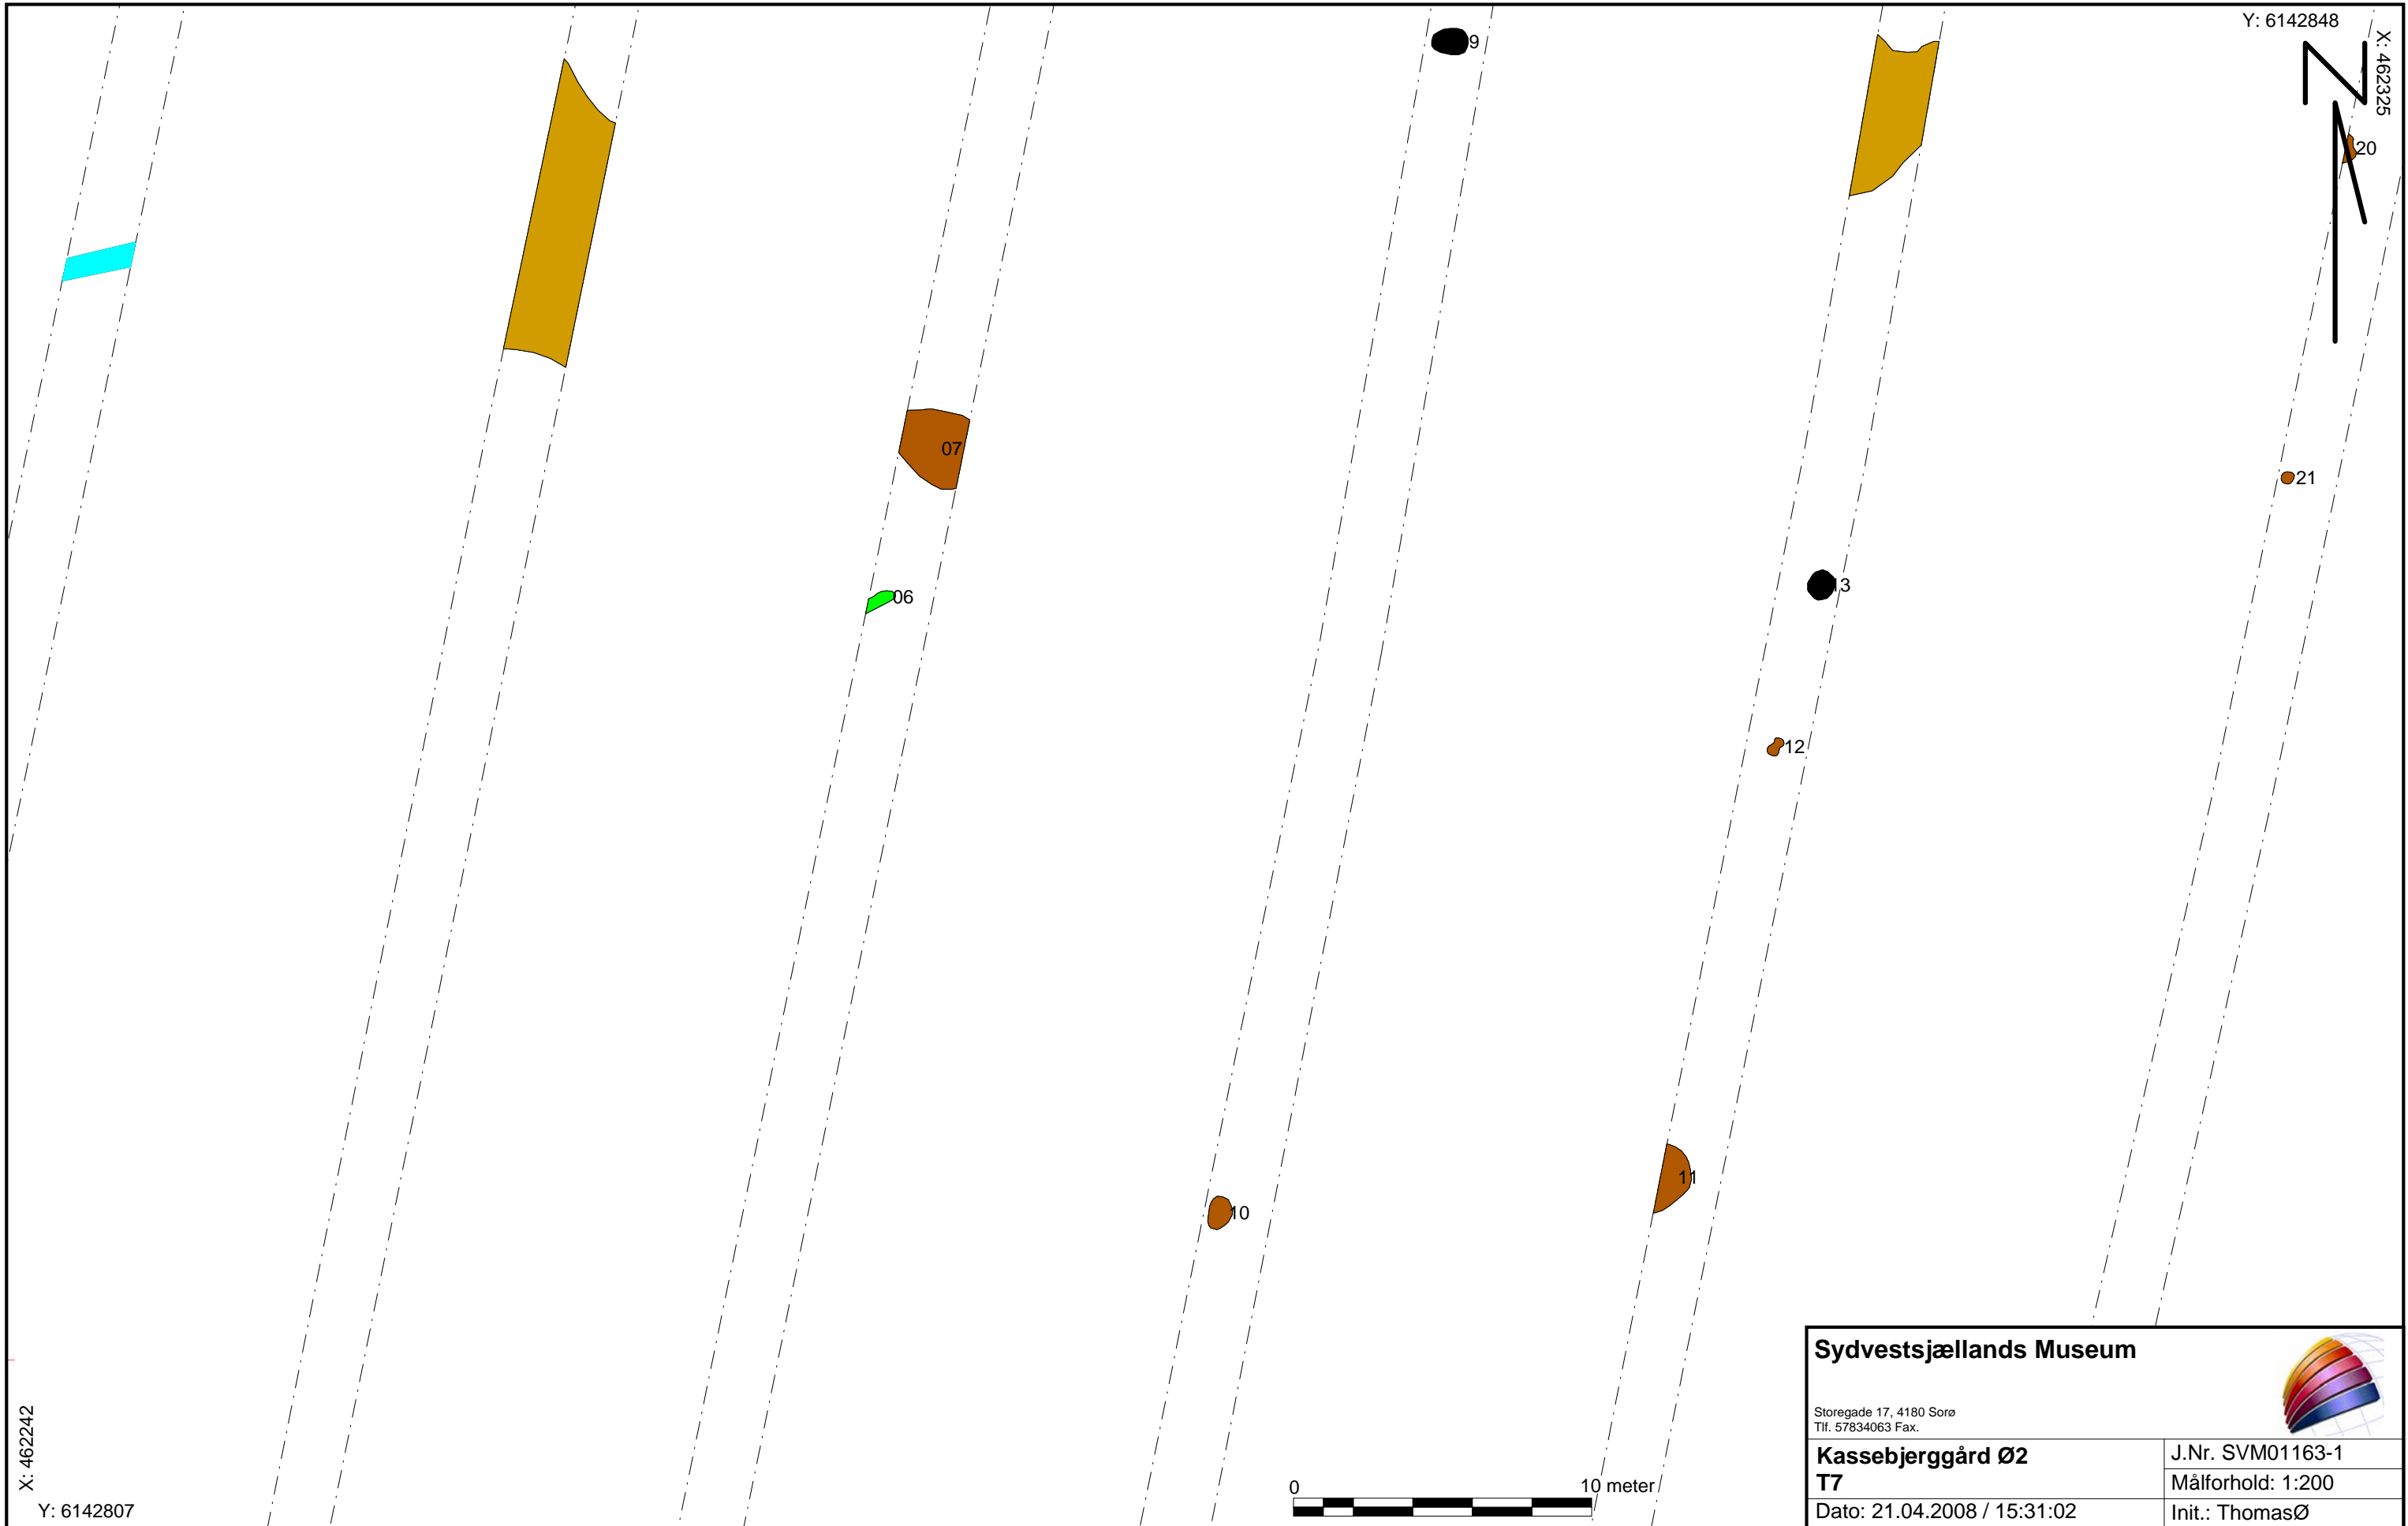 Y: 6142848
X: 462325
9
20
07
21
06
13
12
11
10
X: 462242
Y: 6142807
0
10 meter
Sydvestsjællands Museum
Storegade 17, 4180 Sorø
Tlf. 57834063 Fax.
Kassebjerggård Ø2
T7
J.Nr. SVM01163-1
Målforhold: 1:200
Dato: 21.04.2008 / 15:31:02
Init.: ThomasØ